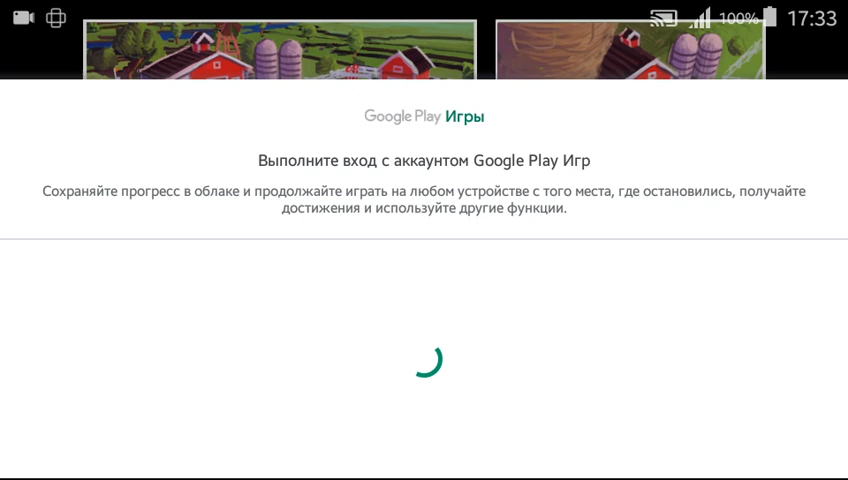 100% 17:33
Google Play Игры
Выполните вход с аккаунтом Google Play Игр
Сохраняйте прогресс в облаке и продолжайте играть на любом устройстве с того места, где остановились, получайте
достижения и используйте другие функции.